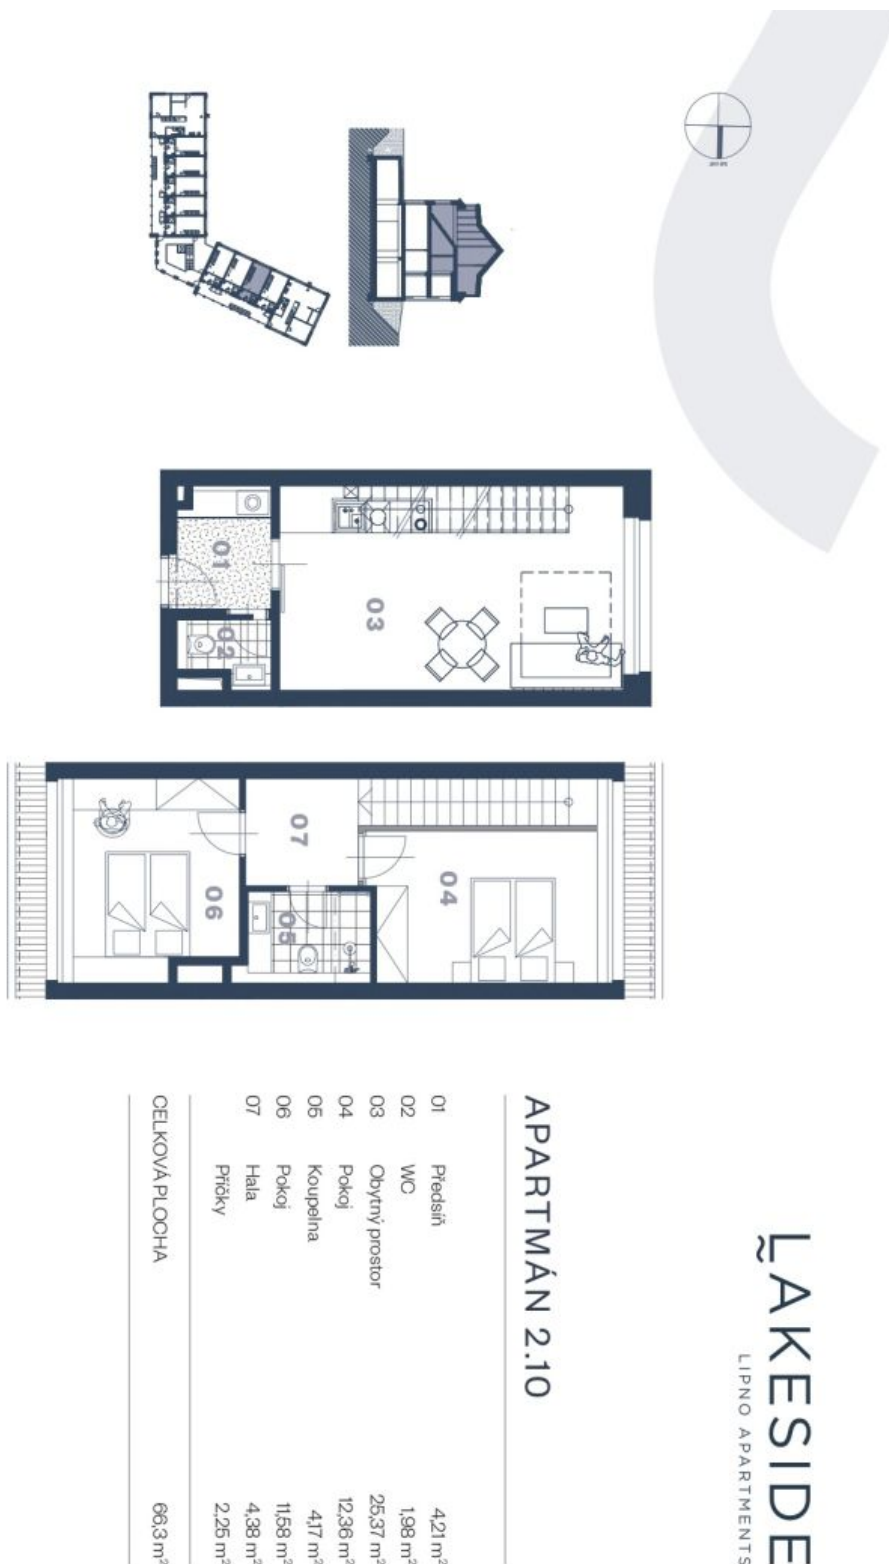 LAKESIDE
LIPNO APARTMENTS
APARTMÁN 2.10
01 Předsíň 4,21 m²
02 WC 1,98 m²
03 Obytný prostor 25,37 m²
04 Pokoj 12,36 m²
05 Koupelna 4,17 m²
06 Pokoj 11,58 m²
07 Hala 4,38 m²
Příčky 2,25 m²
CELKOVÁ PLOCHA 66,3 m²
01
02
03
04
05
06
07